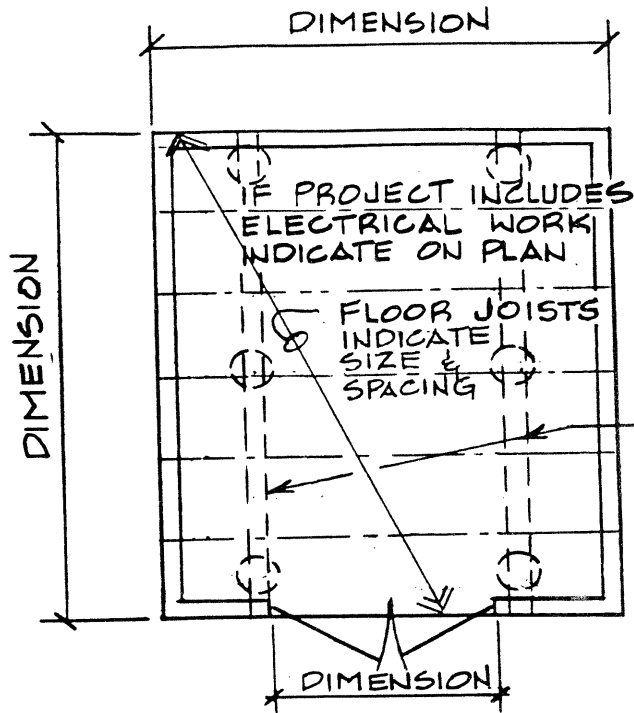 DIMENSION
DIMENSION
IF PROJECT INCLUDES
ELECTRICAL WORK
INDICATE ON PLAN
FLOOR JOISTS
INDICATE
SIZE &
SPACING
DIMENSION